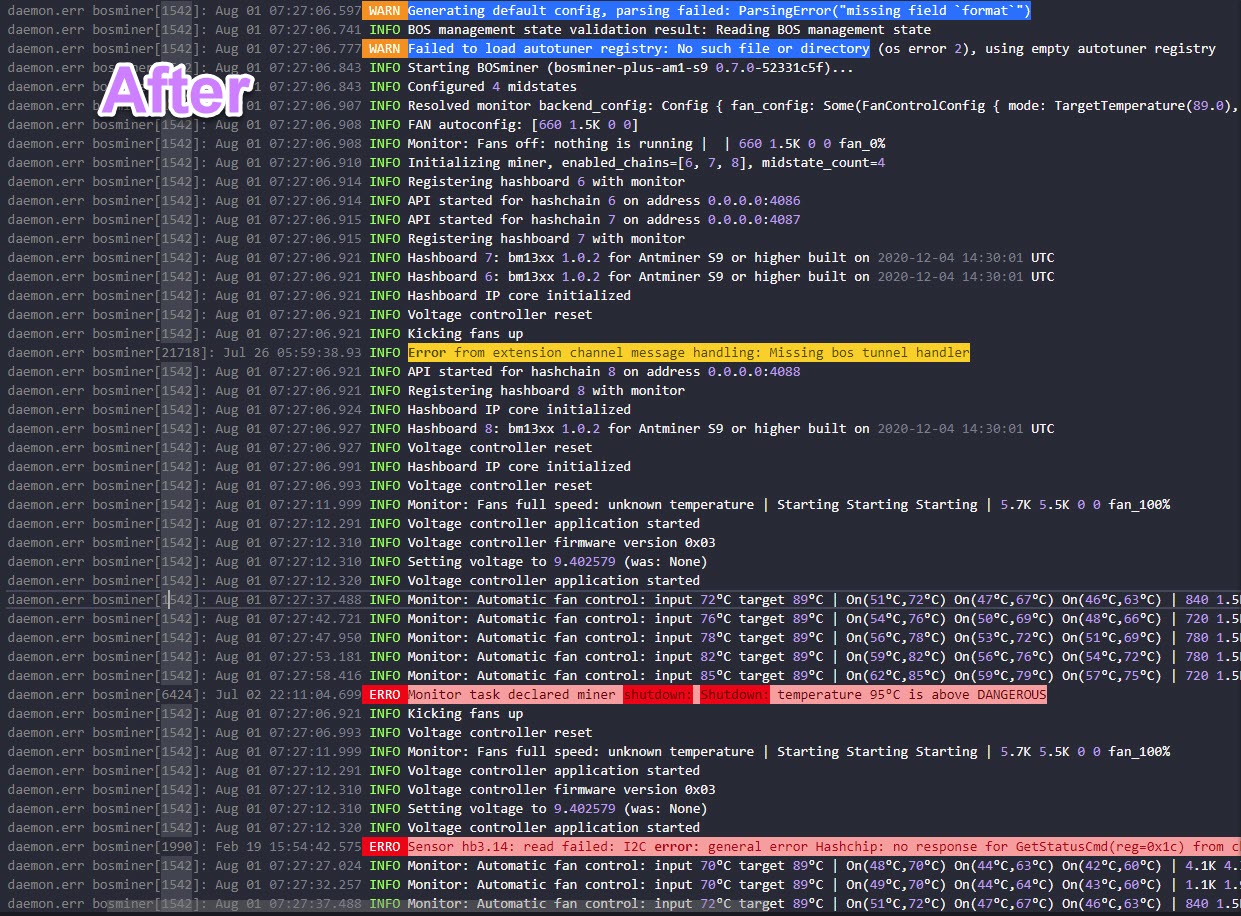 daemon.err bosminer[1542]: Aug 01 07:27:06.597 WARN Generating default config, parsing failed: ParsingError("missing field `format`")
daemon.err bosminer[1542]: Aug 01 07:27:06.741 INFO BOS management state validation result: Reading BOS management state
daemon.err bosminer[1542]: Aug 01 07:27:06.777 WARN Failed to load autotuner registry: No such file or directory (os error 2), using empty autotuner registry
daemon.err bosminer[1542]: Aug 01 07:27:06.843 INFO Starting BOSminer (bosminer-plus-am1-s9 0.7.0-52331c5f)...
After
daemon.err bosminer[1542]: Aug 01 07:27:06.843 INFO Configured 4 midstates
daemon.err bosminer[1542]: Aug 01 07:27:06.907 INFO Resolved monitor backend_config: Config { fan_config: Some(FanControlConfig { mode: TargetTemperature(89.0),
daemon.err bosminer[1542]: Aug 01 07:27:06.908 INFO FAN autoconfig: [660 1.5K 0 0]
daemon.err bosminer[1542]: Aug 01 07:27:06.908 INFO Monitor: Fans off: nothing is running | | 660 1.5K 0 0 fan_0%
daemon.err bosminer[1542]: Aug 01 07:27:06.910 INFO Initializing miner, enabled_chains=[6, 7, 8], midstate_count=4
daemon.err bosminer[1542]: Aug 01 07:27:06.914 INFO Registering hashboard 6 with monitor
daemon.err bosminer[1542]: Aug 01 07:27:06.914 INFO API started for hashchain 6 on address 0.0.0.0:4086
daemon.err bosminer[1542]: Aug 01 07:27:06.915 INFO API started for hashchain 7 on address 0.0.0.0:4087
daemon.err bosminer[1542]: Aug 01 07:27:06.915 INFO Registering hashboard 7 with monitor
daemon.err bosminer[1542]: Aug 01 07:27:06.921 INFO Hashboard 7: bm13xx 1.0.2 for Antminer S9 or higher built on 2020-12-04 14:30:01 UTC
daemon.err bosminer[1542]: Aug 01 07:27:06.921 INFO Hashboard 6: bm13xx 1.0.2 for Antminer S9 or higher built on 2020-12-04 14:30:01 UTC
daemon.err bosminer[1542]: Aug 01 07:27:06.921 INFO Hashboard IP core initialized
daemon.err bosminer[1542]: Aug 01 07:27:06.921 INFO Voltage controller reset
daemon.err bosminer[1542]: Aug 01 07:27:06.921 INFO Kicking fans up
daemon.err bosminer[21718]: Jul 26 05:59:38.93 INFO Error from extension channel message handling: Missing bos tunnel handler
daemon.err bosminer[1542]: Aug 01 07:27:06.921 INFO API started for hashchain 8 on address 0.0.0.0:4088
daemon.err bosminer[1542]: Aug 01 07:27:06.921 INFO Registering hashboard 8 with monitor
daemon.err bosminer[1542]: Aug 01 07:27:06.924 INFO Hashboard IP core initialized
daemon.err bosminer[1542]: Aug 01 07:27:06.921 INFO Hashboard 8: bm13xx 1.0.2 for Antminer S9 or higher built on 2020-12-04 14:30:01 UTC
daemon.err bosminer[1542]: Aug 01 07:27:06.927 INFO Voltage controller reset
daemon.err bosminer[1542]: Aug 01 07:27:06.991 INFO Hashboard IP core initialized
daemon.err bosminer[1542]: Aug 01 07:27:06.993 INFO Voltage controller reset
daemon.err bosminer[1542]: Aug 01 07:27:11.999 INFO Monitor: Fans full speed: unknown temperature | Starting Starting Starting | 5.7K 5.5K 0 0 fan_100%
daemon.err bosminer[1542]: Aug 01 07:27:12.291 INFO Voltage controller application started
daemon.err bosminer[1542]: Aug 01 07:27:12.310 INFO Voltage controller firmware version 0x03
daemon.err bosminer[1542]: Aug 01 07:27:12.310 INFO Setting voltage to 9.402579 (was: None)
daemon.err bosminer[1542]: Aug 01 07:27:12.320 INFO Voltage controller application started
daemon.err bosminer[1542]: Aug 01 07:27:37.488 INFO Monitor: Automatic fan control: input 72°C target 89°C | On(51°C,72°C) On(47°C,67°C) On(46°C,63°C) | 840 1.5
daemon.err bosminer[1542]: Aug 01 07:27:42.721 INFO Monitor: Automatic fan control: input 76°C target 89°C | On(54°C,76°C) On(50°C,69°C) On(48°C,66°C) | 720 1.5
daemon.err bosminer[1542]: Aug 01 07:27:47.950 INFO Monitor: Automatic fan control: input 78°C target 89°C | On(56°C,78°C) On(53°C,72°C) On(51°C,69°C) | 780 1.5
daemon.err bosminer[1542]: Aug 01 07:27:53.181 INFO Monitor: Automatic fan control: input 82°C target 89°C | On(59°C,82°C) On(56°C,76°C) On(54°C,72°C) | 780 1.5
daemon.err bosminer[1542]: Aug 01 07:27:58.416 INFO Monitor: Automatic fan control: input 85°C target 89°C | On(62°C,85°C) On(59°C,79°C) On(57°C,75°C) | 720 1.5
daemon.err bosminer[6424]: Jul 02 22:11:04.699 ERRO Monitor task declared miner shutdown: Shutdown: temperature 95°C is above DANGEROUS
daemon.err bosminer[1542]: Aug 01 07:27:06.921 INFO Kicking fans up
daemon.err bosminer[1542]: Aug 01 07:27:06.993 INFO Voltage controller reset
daemon.err bosminer[1542]: Aug 01 07:27:11.999 INFO Monitor: Fans full speed: unknown temperature | Starting Starting Starting | 5.7K 5.5K 0 0 fan_100%
daemon.err bosminer[1542]: Aug 01 07:27:12.291 INFO Voltage controller application started
daemon.err bosminer[1542]: Aug 01 07:27:12.310 INFO Voltage controller firmware version 0x03
daemon.err bosminer[1542]: Aug 01 07:27:12.310 INFO Setting voltage to 9.402579 (was: None)
daemon.err bosminer[1542]: Aug 01 07:27:12.320 INFO Voltage controller application started
daemon.err bosminer[1990]: Feb 19 15:54:42.575 ERRO Sensor hb3.14: read failed: I2C error: general error Hashchip: no response for GetStatusCmd(reg=0x1c) from
daemon.err bosminer[1542]: Aug 01 07:27:27.024 INFO Monitor: Automatic fan control: input 70°C target 89°C | On(48°C,70°C) On(44°C,63°C) On(42°C,60°C) | 4.1K 4.
daemon.err bosminer[1542]: Aug 01 07:27:32.257 INFO Monitor: Automatic fan control: input 70°C target 89°C | On(49°C,70°C) On(44°C,64°C) On(43°C,60°C) | 1.1K 1.
daemon.err bosminer[1542]: Aug 01 07:27:37.488 INFO Monitor: Automatic fan control: input 72°C target 89°C | On(51°C,72°C) On(47°C,67°C) On(46°C,63°C) | 840 1.5